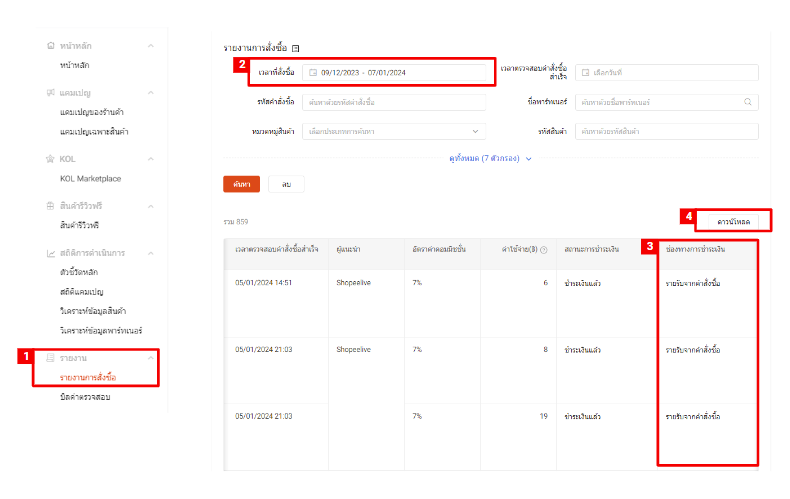 หน้าหลัก
หน้าหลัก
แคมเปญ
แคมเปญของร้านค้า
แคมเปญเฉพาะสินค้า
KOL
KOL Marketplace
สินค้ารีวิวฟรี
สินค้ารีวิวฟรี
สถิติการดำเนินการ
ตัวชี้วัดหลัก
สถิติแคมเปญ
วิเคราะห์ข้อมูลสินค้า
วิเคราะห์ข้อมูลพาร์ทเนอร์
1 รายงาน
รายงานการสั่งซื้อ
บิลค่าตรวจสอบ
รายงานการสั่งซื้อ
2 เวลาที่สั่งซื้อ 09/12/2023 - 07/01/2024
เวลาตรวจสอบคำสั่งซื้อ
สำเร็จ เลือกวันที่
รหัสคำสั่งซื้อ ค้นหาด้วยรหัสคำสั่งซื้อ ชื่อพาร์ทเนอร์ ค้นหาด้วยชื่อพาร์ทเนอร์
หมวดหมู่สินค้า เลือกประเภทการค้นหา รหัสสินค้า ค้นหาด้วยรหัสสินค้า
ดูทั้งหมด (7 ตัวกรอง)
ค้นหา ลบ
รวม 859 4 ดาวน์โหลด
เวลาตรวจสอบคำสั่งซื้อสำเร็จ ผู้แนะนำ อัตราค่าคอมมิชชั่น ค่าใช้จ่าย(฿) สถานะการชำระเงิน 3 ช่องทางการชำระเงิน
05/01/2024 14:51 Shopeelive 7% 6 ชำระเงินแล้ว รายรับจากคำสั่งซื้อ
05/01/2024 21:03 Shopeelive 7% 8 ชำระเงินแล้ว รายรับจากคำสั่งซื้อ
05/01/2024 21:03 7% 19 ชำระเงินแล้ว รายรับจากคำสั่งซื้อ